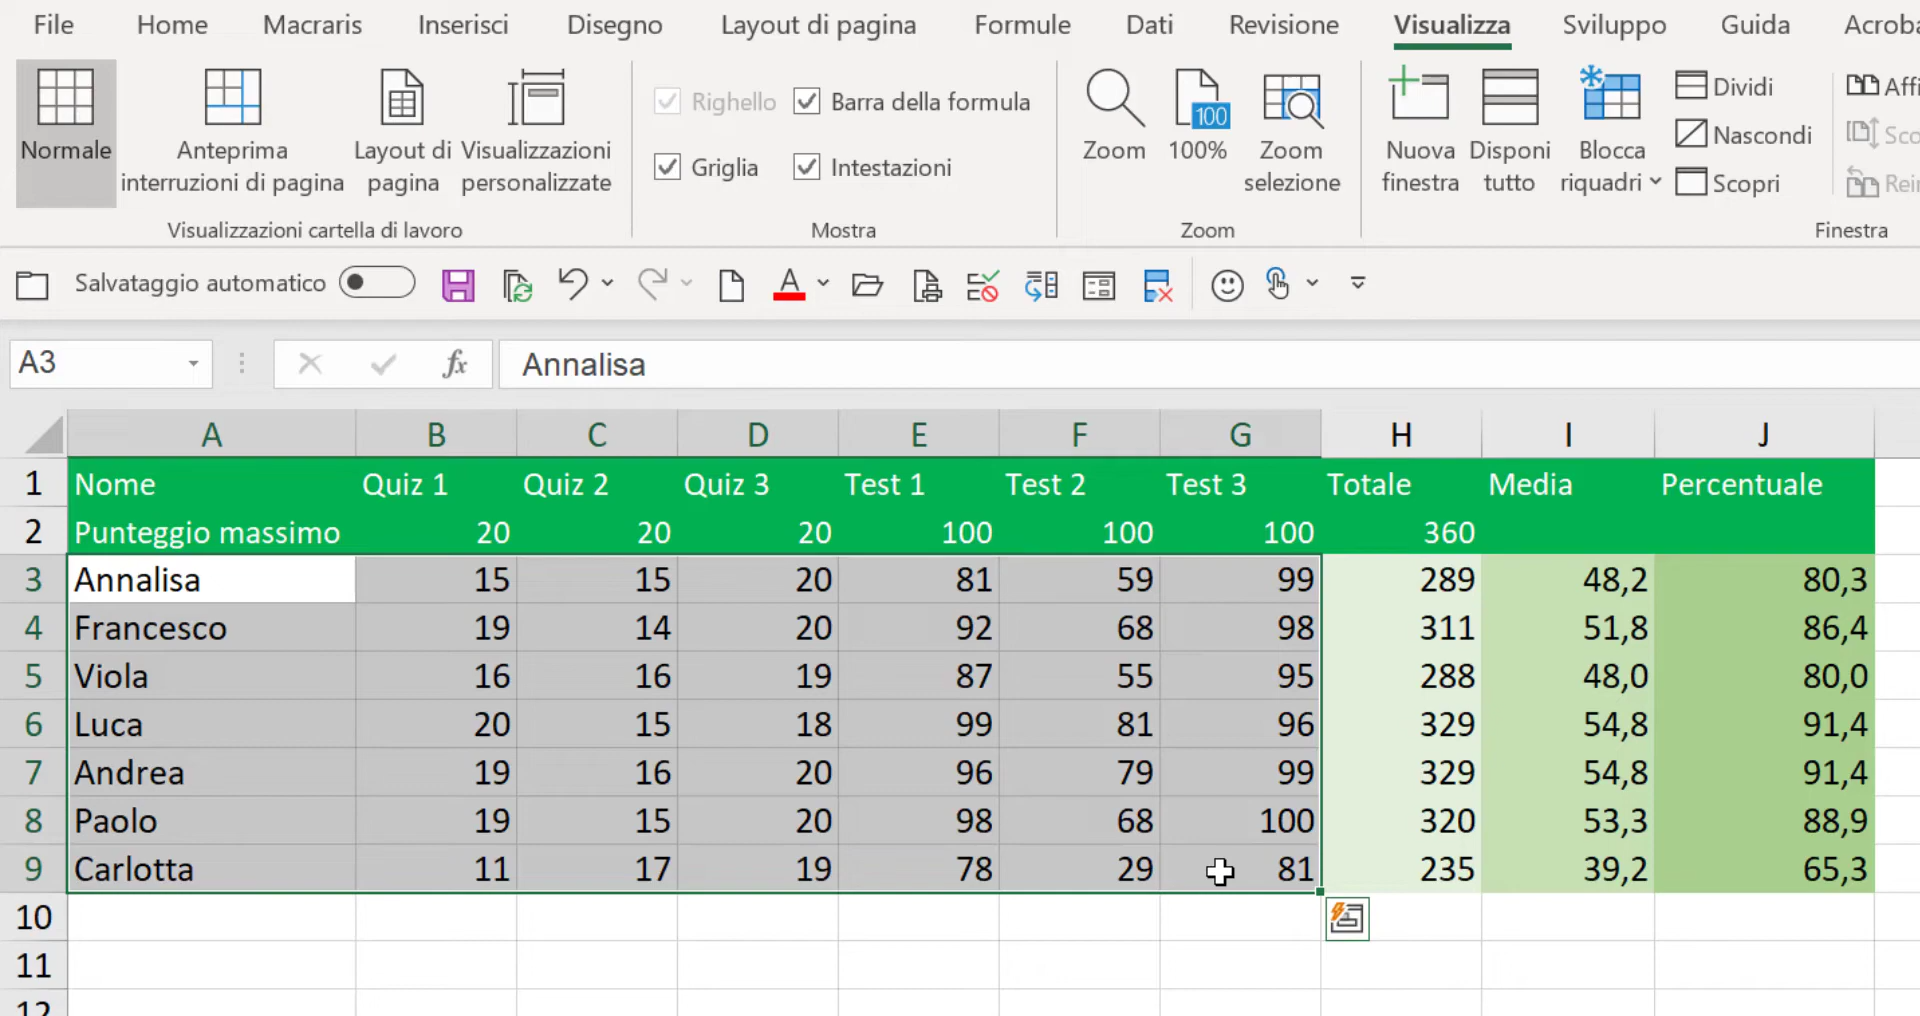 File Home Macraris Inserisci Disegno Layout di pagina Formule Dati Revisione Visualizza Sviluppo Guida
Normale
Anteprima interruzioni di pagina
Layout di pagina
Visualizzazioni personalizzate
Visualizzazioni cartella di lavoro
Righello Barra della formula
Griglia Intestazioni
Mostra
Zoom
100
100%
Zoom selezione
Zoom
Nuova finestra
Disponi tutto
Blocca riquadri
Dividi
Nascondi
Scopri
Finestra
Salvataggio automatico
A
A3 fx Annalisa
A B C D E F G H I J
1 Nome Quiz 1 Quiz 2 Quiz 3 Test 1 Test 2 Test 3 Totale Media Percentuale
2 Punteggio massimo 20 20 20 100 100 100 360
3 Annalisa 15 15 20 81 59 99 289 48,2 80,3
4 Francesco 19 14 20 92 68 98 311 51,8 86,4
5 Viola 16 16 19 87 55 95 288 48,0 80,0
6 Luca 20 15 18 99 81 96 329 54,8 91,4
7 Andrea 19 16 20 96 79 99 329 54,8 91,4
8 Paolo 19 15 20 98 68 100 320 53,3 88,9
9 Carlotta 11 17 19 78 29 81 235 39,2 65,3
10
11
12